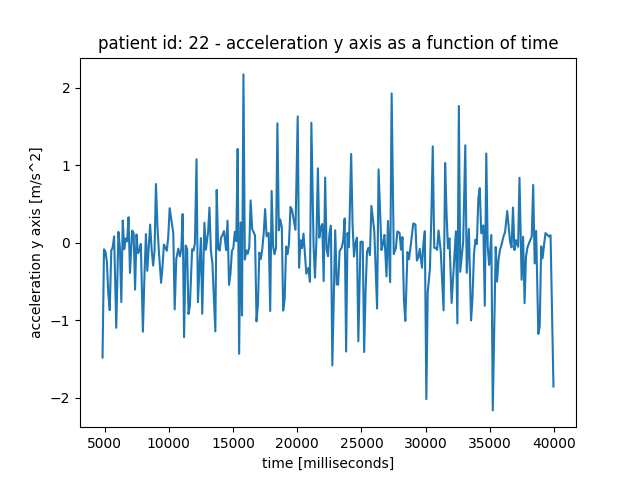 patient id: 22 - acceleration y axis as a function of time
acceleration y axis [m/s^2]
2
1
0
−1
−2
5000 10000 15000 20000 25000 30000 35000 40000
time [milliseconds]